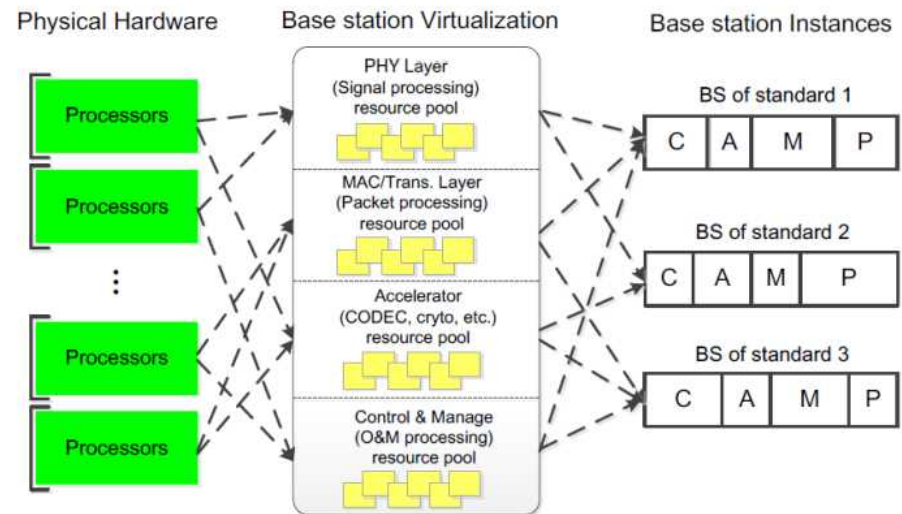 Physical Hardware
Base station Virtualization
Base station Instances
Processors
Processors
⋮
Processors
Processors
PHY Layer
(Signal processing)
resource pool
MAC/Trans. Layer
(Packet processing)
resource pool
Accelerator
(CODEC, cryto, etc.)
resource pool
Control & Manage
(O&M processing)
resource pool
BS of standard 1
C A M P
BS of standard 2
C A M P
BS of standard 3
C A M P